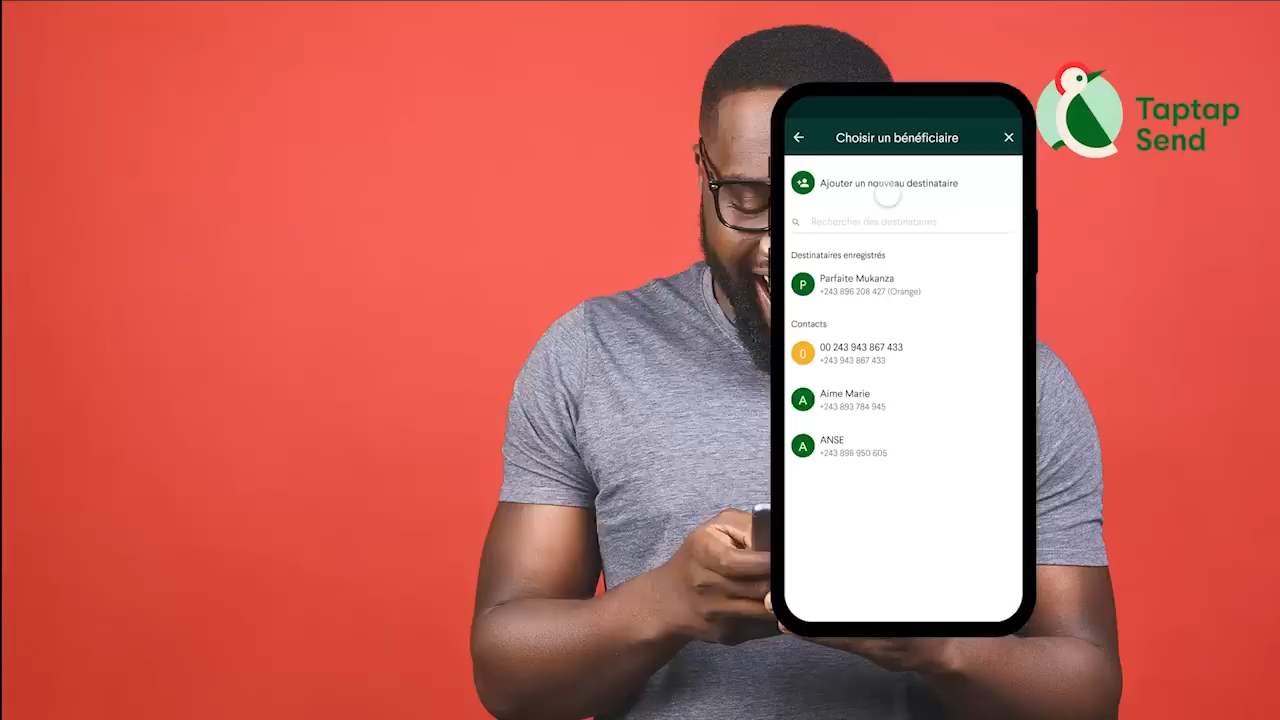 Taptap
Send
Choisir un bénéficiaire
Ajouter un nouveau destinataire
Rechercher des destinataires
Destinataires enregistrés
P
Parfaite Mukanza
+243 896 208 427 (Orange)
Contacts
0
00 243 943 867 433
+243 943 867 433
A
Aime Marie
+243 893 784 945
A
ANSE
+243 898 950 605